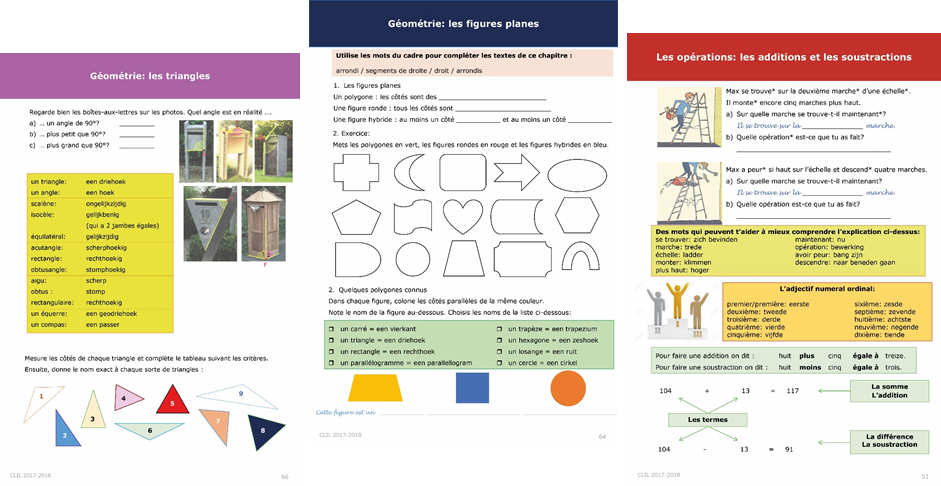 Géométrie: les triangles
Regarde bien les boîtes-aux-lettres sur les photos. Quel angle est en réalité ...
a) .. un angle de 90°? ________
b) .. plus petit que 90°? ________
c) .. plus grand que 90°? ________
un triangle: een driehoek
un angle: een hoek
scalène: ongelijkzijdig
isocèle: gelijkbenig
(qui a 2 jambes égales)
équilatéral: gelijkzijdig
acutangle: scherphoekig
rectangle: rechthoekig
obtusangle: stomphoekig
aigu: scherp
obtus : stomp
rectangulaire: rechthoekig
un équerre: een geodriehoek
un compas: een passer
Mesure les côtés de chaque triangle et complète le tableau suivant les critères.
Ensuite, donne le nom exact à chaque sorte de triangles :
1
2
3
4
5
6
7
8
9
CLIL 2017-2018
66
Géométrie: les figures planes
Utilise les mots du cadre pour compléter les textes de ce chapitre :
arrondi / segments de droite / droit / arrondis
1. Les figures planes
Un polygone : les côtés sont des ________
Une figure ronde : tous les côtés sont ________
Une figure hybride : au moins un côté ________ et au moins un côté ________
2. Exercice:
Mets les polygones en vert, les figures rondes en rouge et les figures hybrides en bleu.
2. Quelques polygones connus
Dans chaque figure, colorie les côtés parallèles de la même couleur.
Note le nom de la figure au-dessous. Choisis les noms de la liste ci-dessous:
un carré = een vierkant
un triangle = een driehoek
un rectangle = een rechthoek
un parallélogramme = een parallellogram
un trapèze = een trapezium
un hexagone = een zeshoek
un losange = een ruit
un cercle = een cirkel
Cette figure est un
CLIL 2017-2018
64
Les opérations: les additions et les soustractions
Max se trouve* sur la deuxième marche* d'une échelle*.
Il monte* encore cinq marches plus haut.
a) Sur quelle marche se trouve-t-il maintenant*?
Il se trouve sur la ________ marche.
b) Quelle opération* est-ce que tu as fait?
Max a peur* si haut sur l'échelle et descend* quatre marches.
a) Sur quelle marche se trouve-t-il maintenant?
Il se trouve sur la ________ marche.
b) Quelle opération est-ce que tu as fait?
Des mots qui peuvent t'aider à mieux comprendre l'explication ci-dessus:
se trouver: zich bevinden
marche: trede
échelle: ladder
monter: klimmen
plus haut: hoger
maintenant: nu
opération: bewerking
avoir peur: bang zijn
descendre: naar beneden gaan
L'adjectif numeral ordinal:
premier/première: eerste
deuxième: tweede
troisième: derde
quatrième: vierde
cinquième: vijfde
sixième: zesde
septième: zevende
huitième: achtste
neuvième: negende
dixième: tiende
Pour faire une addition on dit : huit plus cinq égale à treize.
Pour faire une soustraction on dit : huit moins cinq égale à trois.
104 + 13 = 117
La somme
L'addition
Les termes
104 - 13 = 91
La différence
La soustraction
CLIL 2017-2018
51